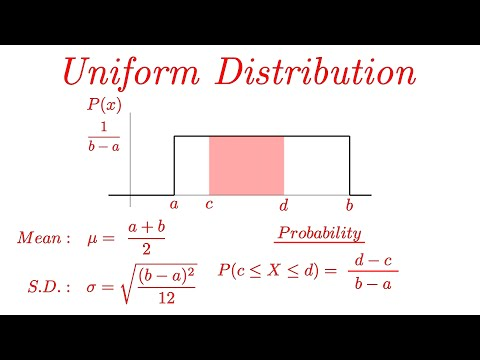 Uniform Distribution
P(x)
1/(b − a)
a c d b
Mean : μ = (a + b)/2
S.D. : σ = √((b − a)²/12)
Probability
P(c ≤ X ≤ d) = (d − c)/(b − a)